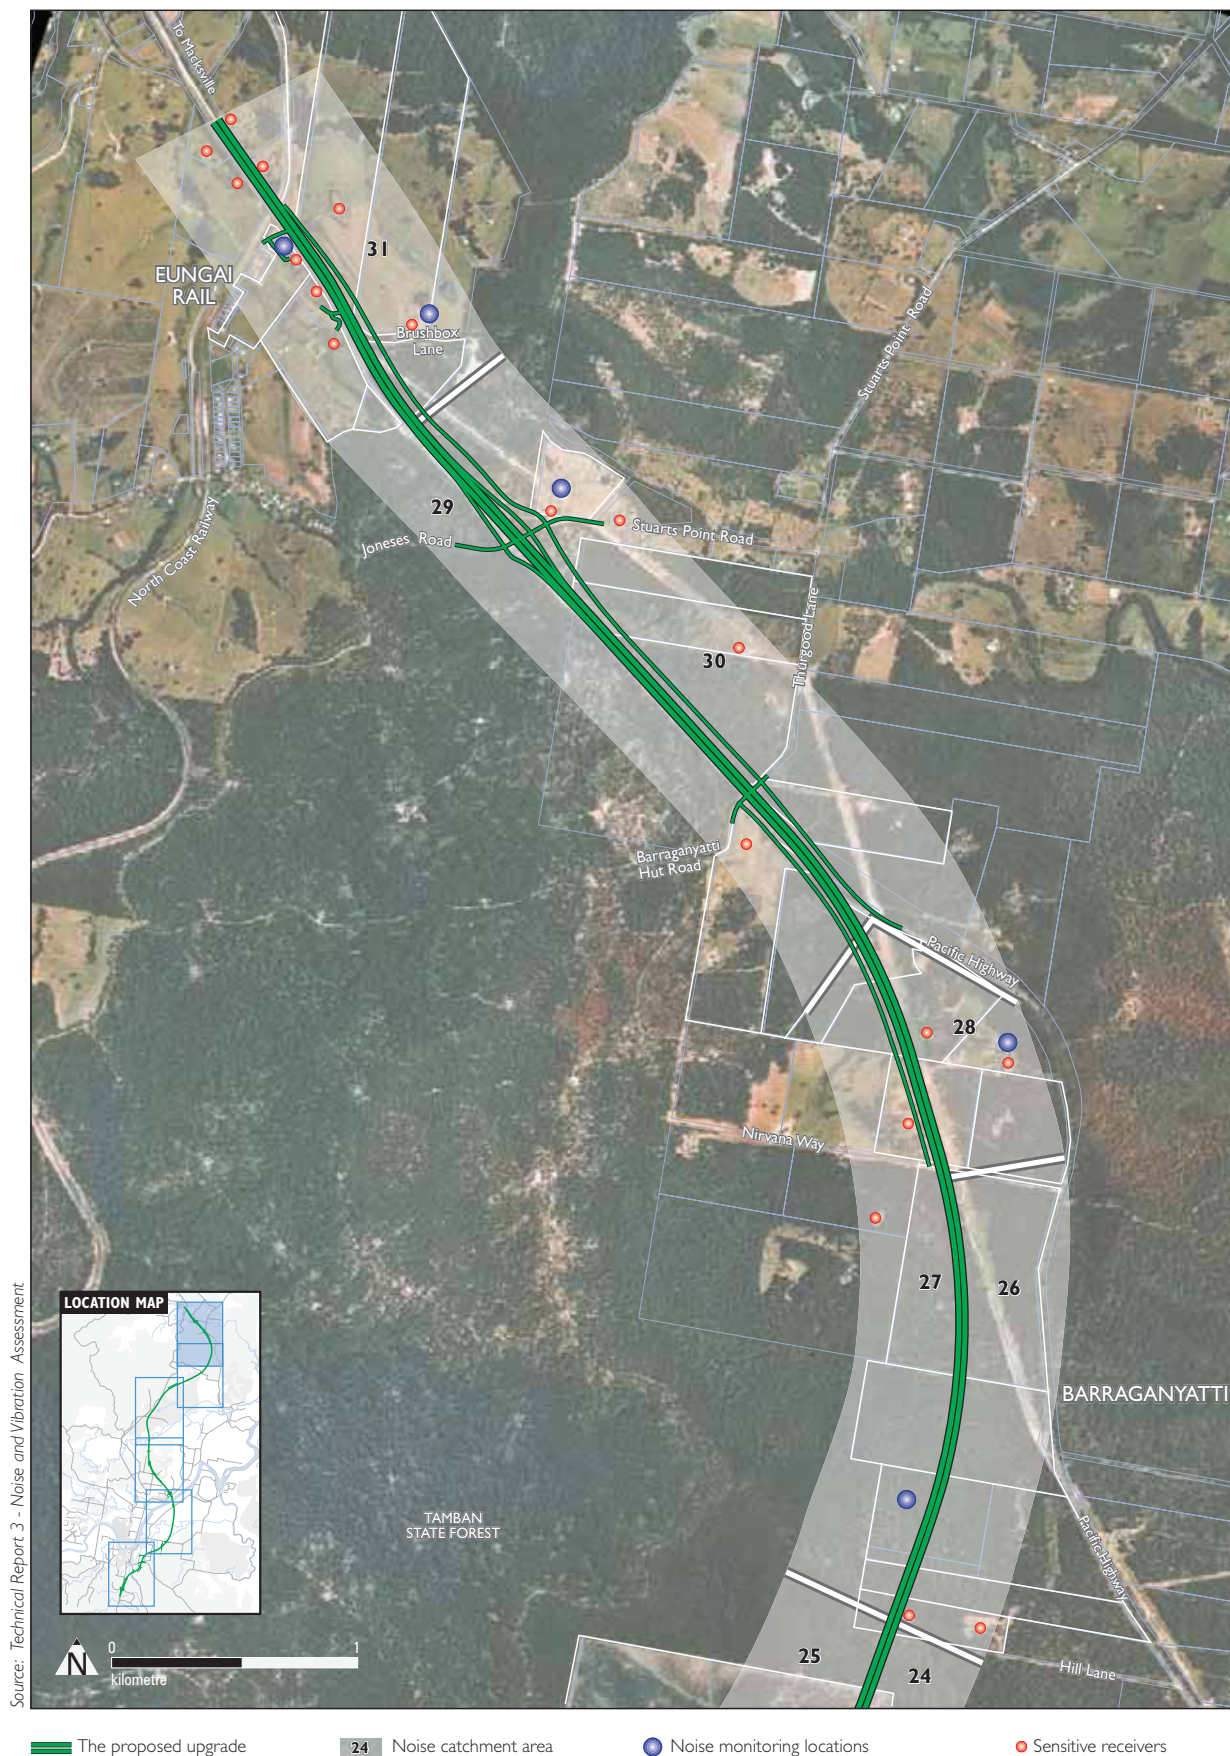 To Macksville
31
EUNGAI
RAIL
Brushbox
Lane
Stuarts Point Road
29
Joneses Road
Stuarts Point Road
North Coast Railway
Thurgood Lane
30
Barraganyatti
Hut Road
Pacific Highway
28
Nirvana Way
27
26
BARRAGANYATTI
LOCATION MAP
TAMBAN
STATE FOREST
Pacific Highway
25
24
Hill Lane
N
0 1
kilometre
Source: Technical Report 3 - Noise and Vibration Assessment
The proposed upgrade
24 Noise catchment area
Noise monitoring locations
Sensitive receivers